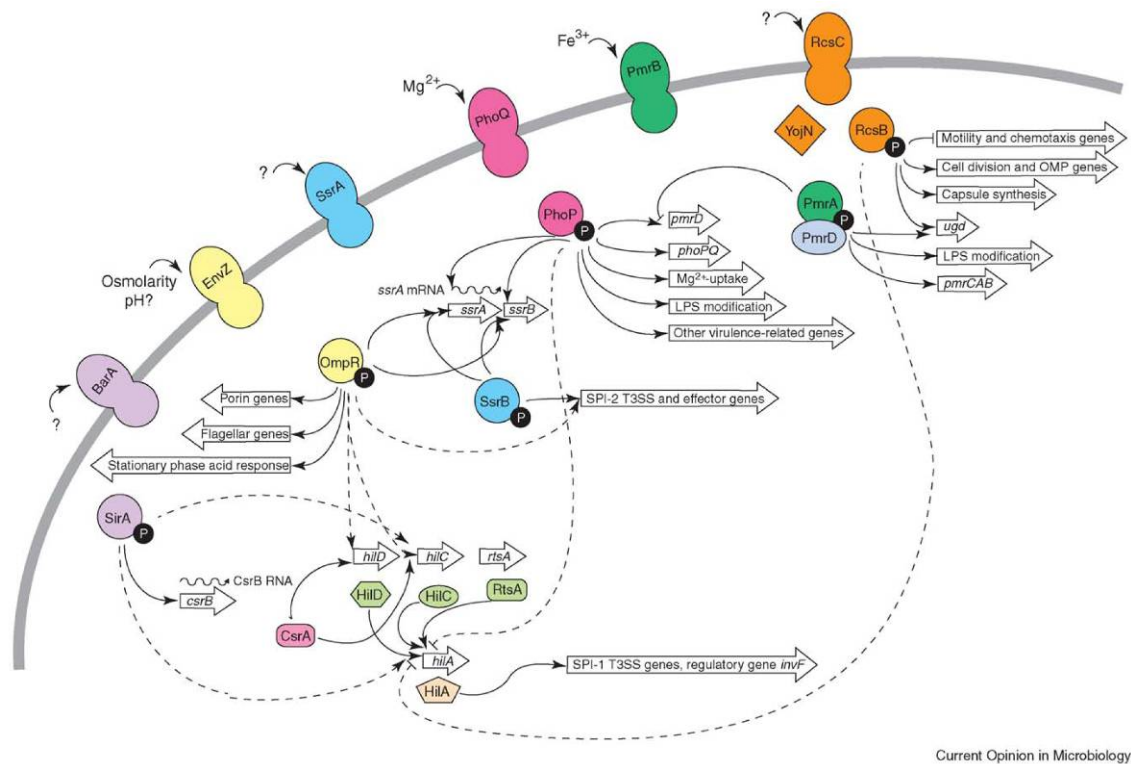 ?
RcsC
Fe3+
PmrB
Mg2+
PhoQ
YojN
RcsB
P
Motility and chemotaxis genes
Cell division and OMP genes
Capsule synthesis
ugd
LPS modification
pmrCAB
?
SsrA
PhoP
P
pmrD
phoPQ
Mg2+-uptake
LPS modification
Other virulence-related genes
PmrA
P
PmrD
Osmolarity
pH?
EnvZ
ssrA mRNA
ssrA
ssrB
OmpR
P
SsrB
P
SPI-2 T3SS and effector genes
BarA
?
Porin genes
Flagellar genes
Stationary phase acid response
SirA
P
CsrB RNA
csrB
hilD
hilC
rtsA
HilD
HilC
RtsA
CsrA
hilA
HilA
SPI-1 T3SS genes, regulatory gene invF
Current Opinion in Microbiology